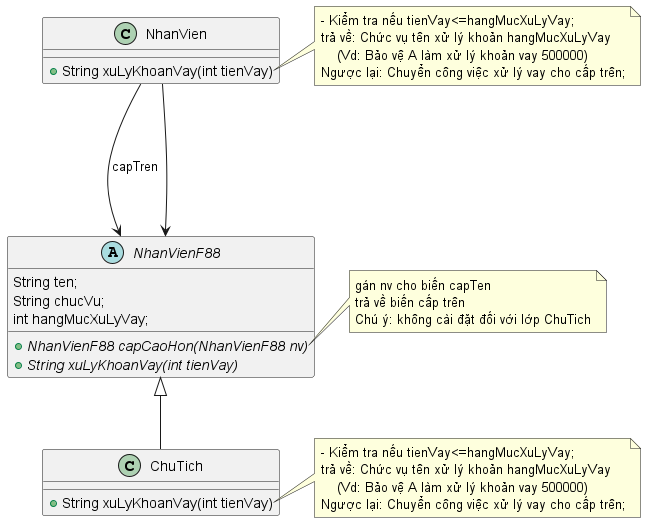 C NhanVien
String xuLyKhoanVay(int tienVay)
- Kiểm tra nếu tienVay<=hangMucXuLyVay;
trả về: Chức vụ tên xử lý khoản hangMucXuLyVay
(Vd: Bảo vệ A làm xử lý khoản vay 500000)
Ngược lại: Chuyển công việc xử lý vay cho cấp trên;
capTren
A NhanVienF88
String ten;
String chucVu;
int hangMucXuLyVay;
NhanVienF88 capCaoHon(NhanVienF88 nv)
String xuLyKhoanVay(int tienVay)
gán nv cho biến capTen
trả về biến cấp trên
Chú ý: không cài đặt đối với lớp ChuTich
C ChuTich
String xuLyKhoanVay(int tienVay)
- Kiểm tra nếu tienVay<=hangMucXuLyVay;
trả về: Chức vụ tên xử lý khoản hangMucXuLyVay
(Vd: Bảo vệ A làm xử lý khoản vay 500000)
Ngược lại: Chuyển công việc xử lý vay cho cấp trên;